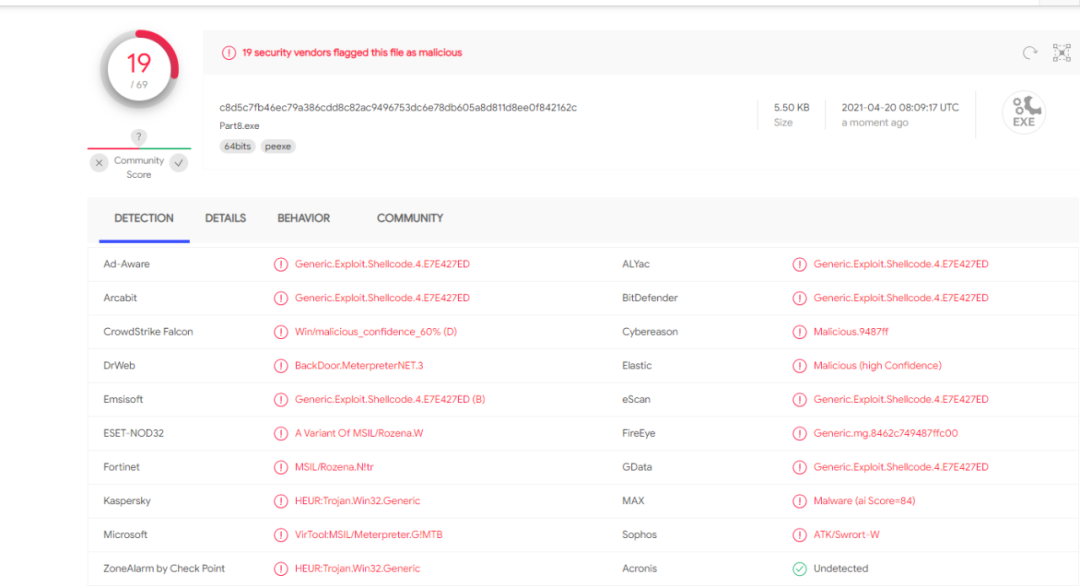 19
/ 69
?
Community
Score
19 security vendors flagged this file as malicious
c8d5c7fb46ec79a386cdd8c82ac9496753dc6e78db605a8d811d8ee0f842162c
Part8.exe
64bits peexe
5.50 KB
Size
2021-04-20 08:09:17 UTC
a moment ago
EXE
DETECTION DETAILS BEHAVIOR COMMUNITY
Ad-Aware Generic.Exploit.Shellcode.4.E7E427ED ALYac Generic.Exploit.Shellcode.4.E7E427ED
Arcabit Generic.Exploit.Shellcode.4.E7E427ED BitDefender Generic.Exploit.Shellcode.4.E7E427ED
CrowdStrike Falcon Win/malicious_confidence_60% (D) Cybereason Malicious.9487ff
DrWeb BackDoor.MeterpreterNET.3 Elastic Malicious (high Confidence)
Emsisoft Generic.Exploit.Shellcode.4.E7E427ED (B) eScan Generic.Exploit.Shellcode.4.E7E427ED
ESET-NOD32 A Variant Of MSIL/Rozena.W FireEye Generic.mg.8462c749487ffc00
Fortinet MSIL/Rozena.N!tr GData Generic.Exploit.Shellcode.4.E7E427ED
Kaspersky HEUR:Trojan.Win32.Generic MAX Malware (ai Score=84)
Microsoft VirTool:MSIL/Meterpreter.G!MTB Sophos ATK/Swrort-W
ZoneAlarm by Check Point HEUR:Trojan.Win32.Generic Acronis Undetected